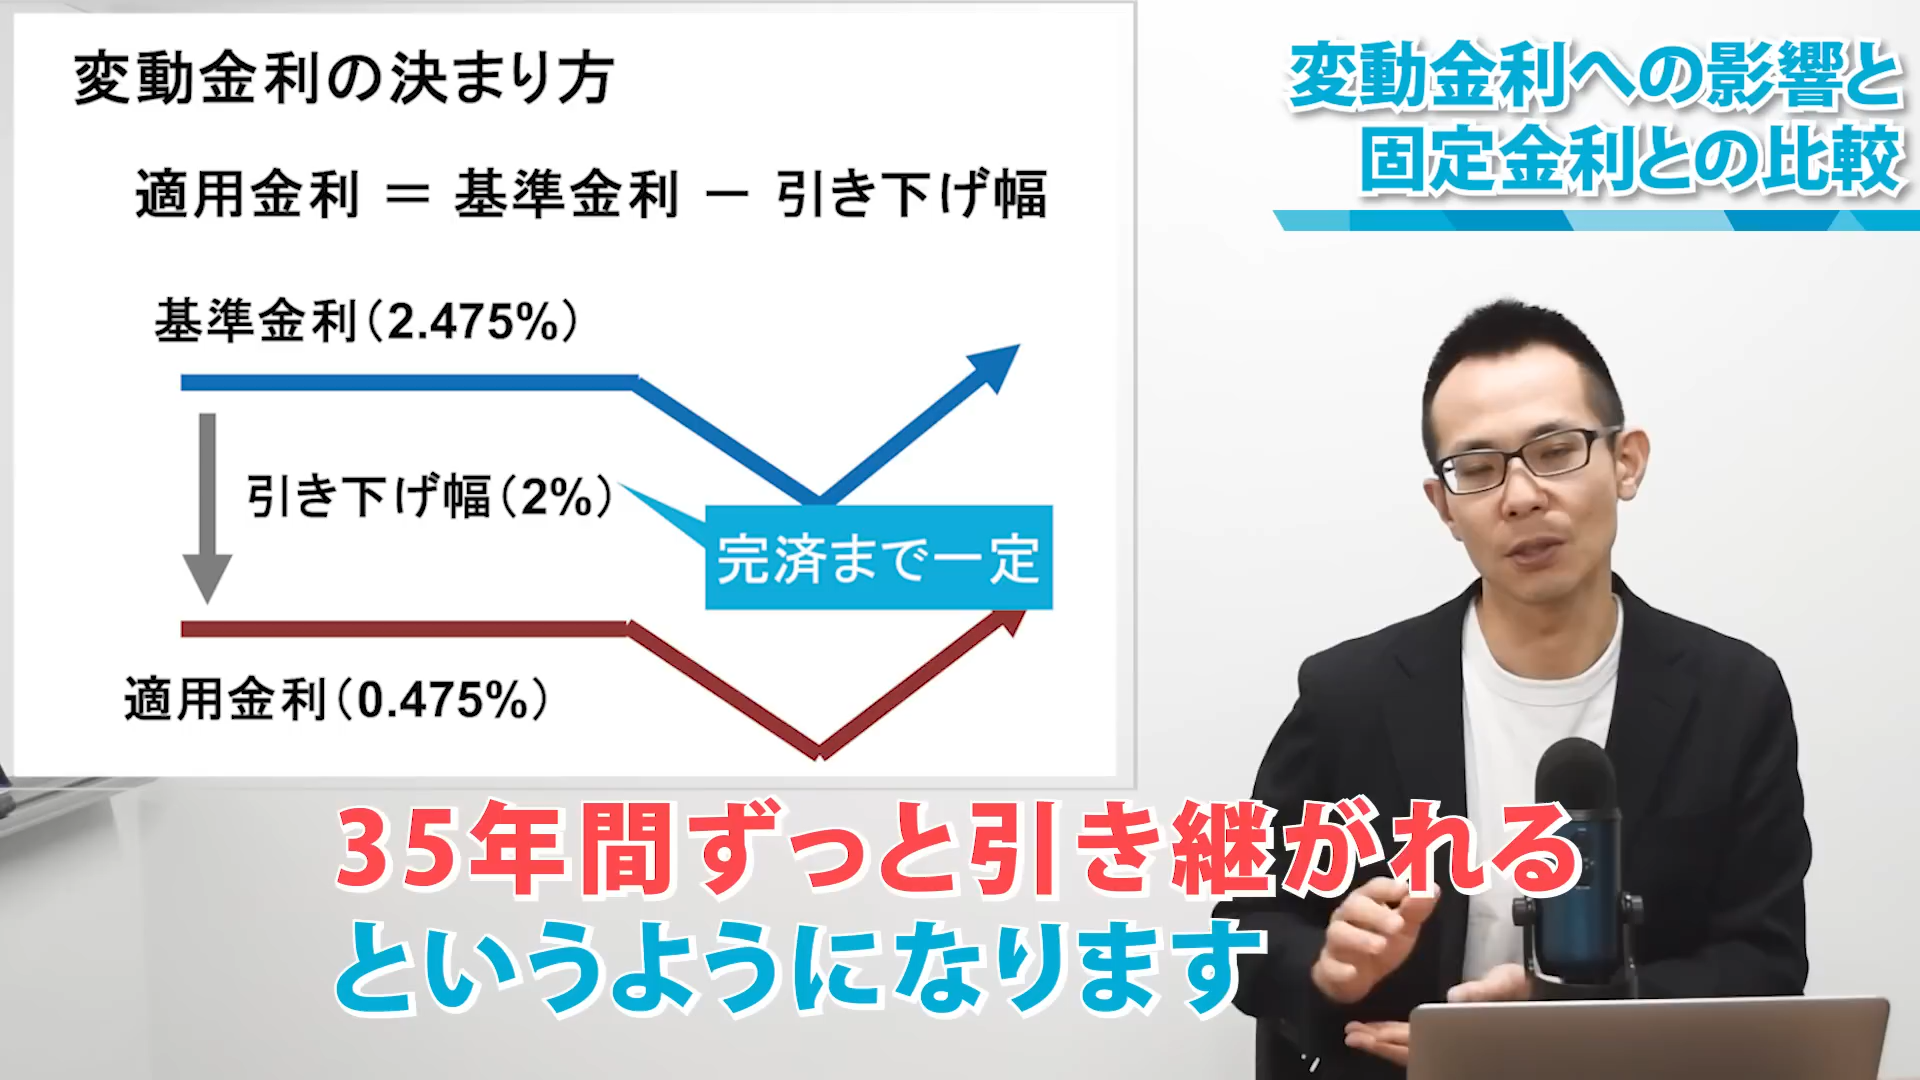 変動金利の決まり方
適用金利 ＝ 基準金利 － 引き下げ幅
基準金利（2.475%）
引き下げ幅（2%）
完済まで一定
適用金利（0.475%）
変動金利への影響と
固定金利との比較
35年間ずっと引き継がれる
というようになります